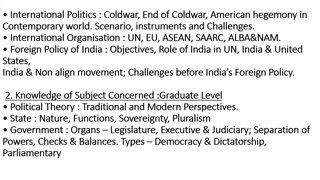 • International Politics : Coldwar, End of Coldwar, American hegemony in
Contemporary world. Scenario, instruments and Challenges.
• International Organisation : UN, EU, ASEAN, SAARC, ALBA&NAM.
• Foreign Policy of India : Objectives, Role of India in UN, India & United
States,
India & Non align movement; Challenges before India's Foreign Policy.
2. Knowledge of Subject Concerned :Graduate Level
• Political Theory : Traditional and Modern Perspectives.
• State : Nature, Functions, Sovereignty, Pluralism
• Government : Organs – Legislature, Executive & Judiciary; Separation of
Powers, Checks & Balances. Types – Democracy & Dictatorship,
Parliamentary